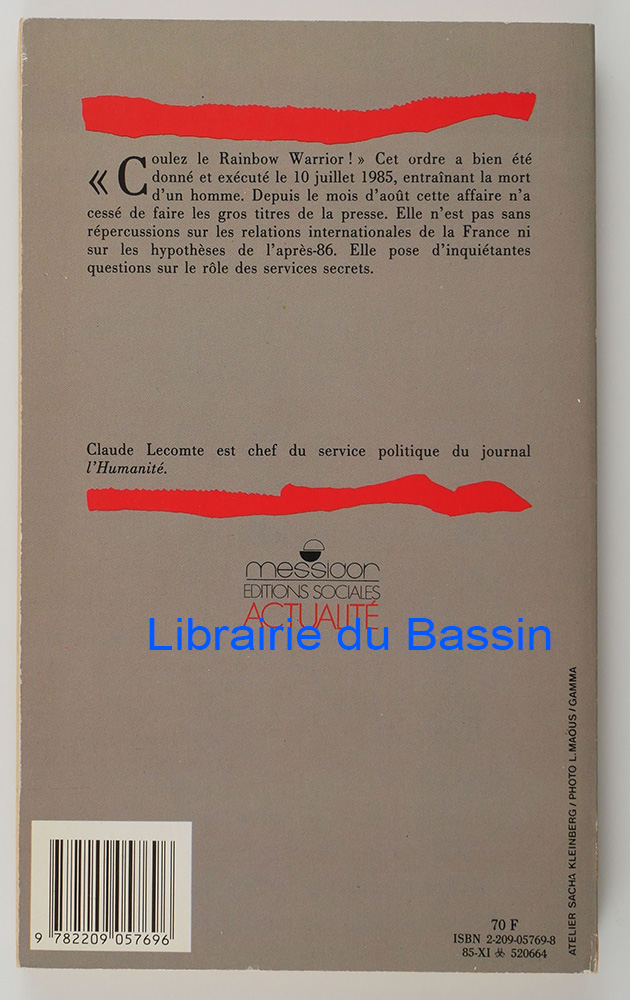 « Coulez le Rainbow Warrior ! » Cet ordre a bien été
donné et exécuté le 10 juillet 1985, entraînant la mort
d'un homme. Depuis le mois d'août cette affaire n'a
cessé de faire les gros titres de la presse. Elle n'est pas sans
répercussions sur les relations internationales de la France ni
sur les hypothèses de l'après-86. Elle pose d'inquiétantes
questions sur le rôle des services secrets.
Claude Lecomte est chef du service politique du journal
l'Humanité.
messidor
EDITIONS SOCIALES
ACTUALITÉ
Librairie du Bassin
ATELIER SACHA KLEINBERG / PHOTO L.MAOUS / GAMMA
9 782209 057696
70 F
ISBN 2-209-05769-8
85-XI 520664